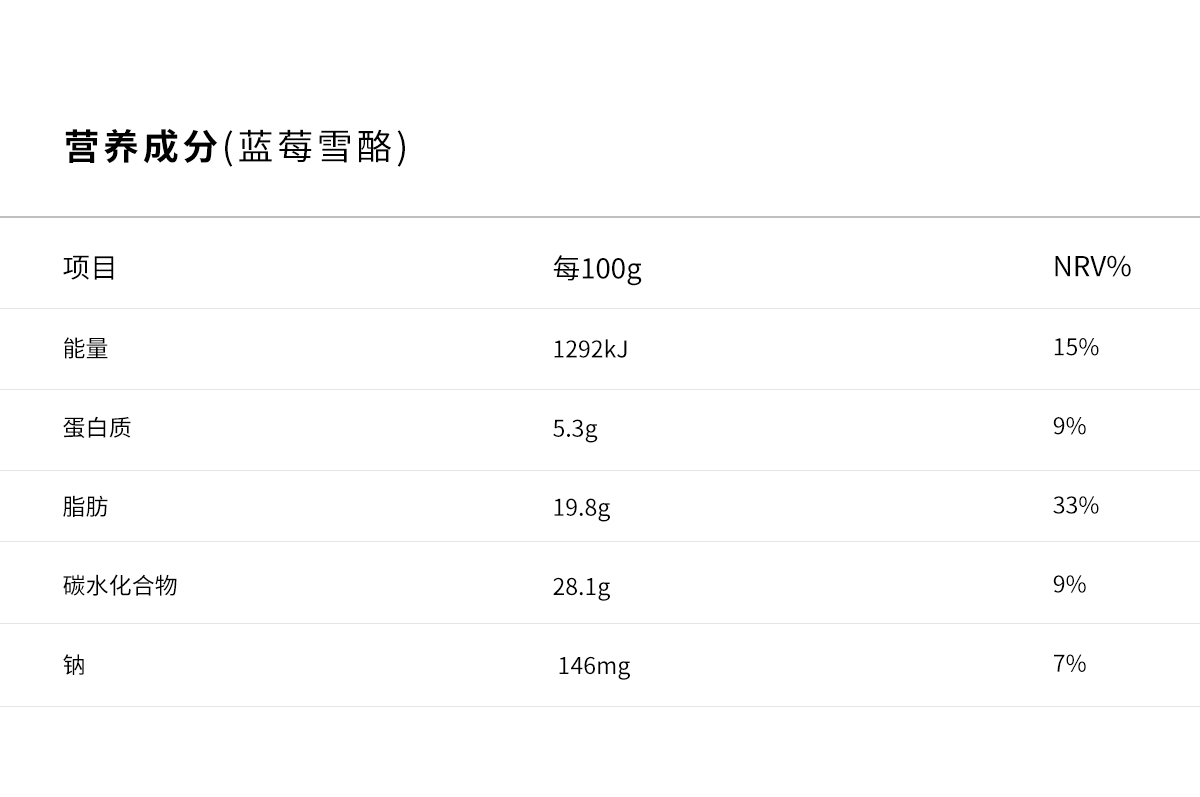 营养成分(蓝莓雪酪)
项目 每100g NRV%
能量 1292kJ 15%
蛋白质 5.3g 9%
脂肪 19.8g 33%
碳水化合物 28.1g 9%
钠 146mg 7%